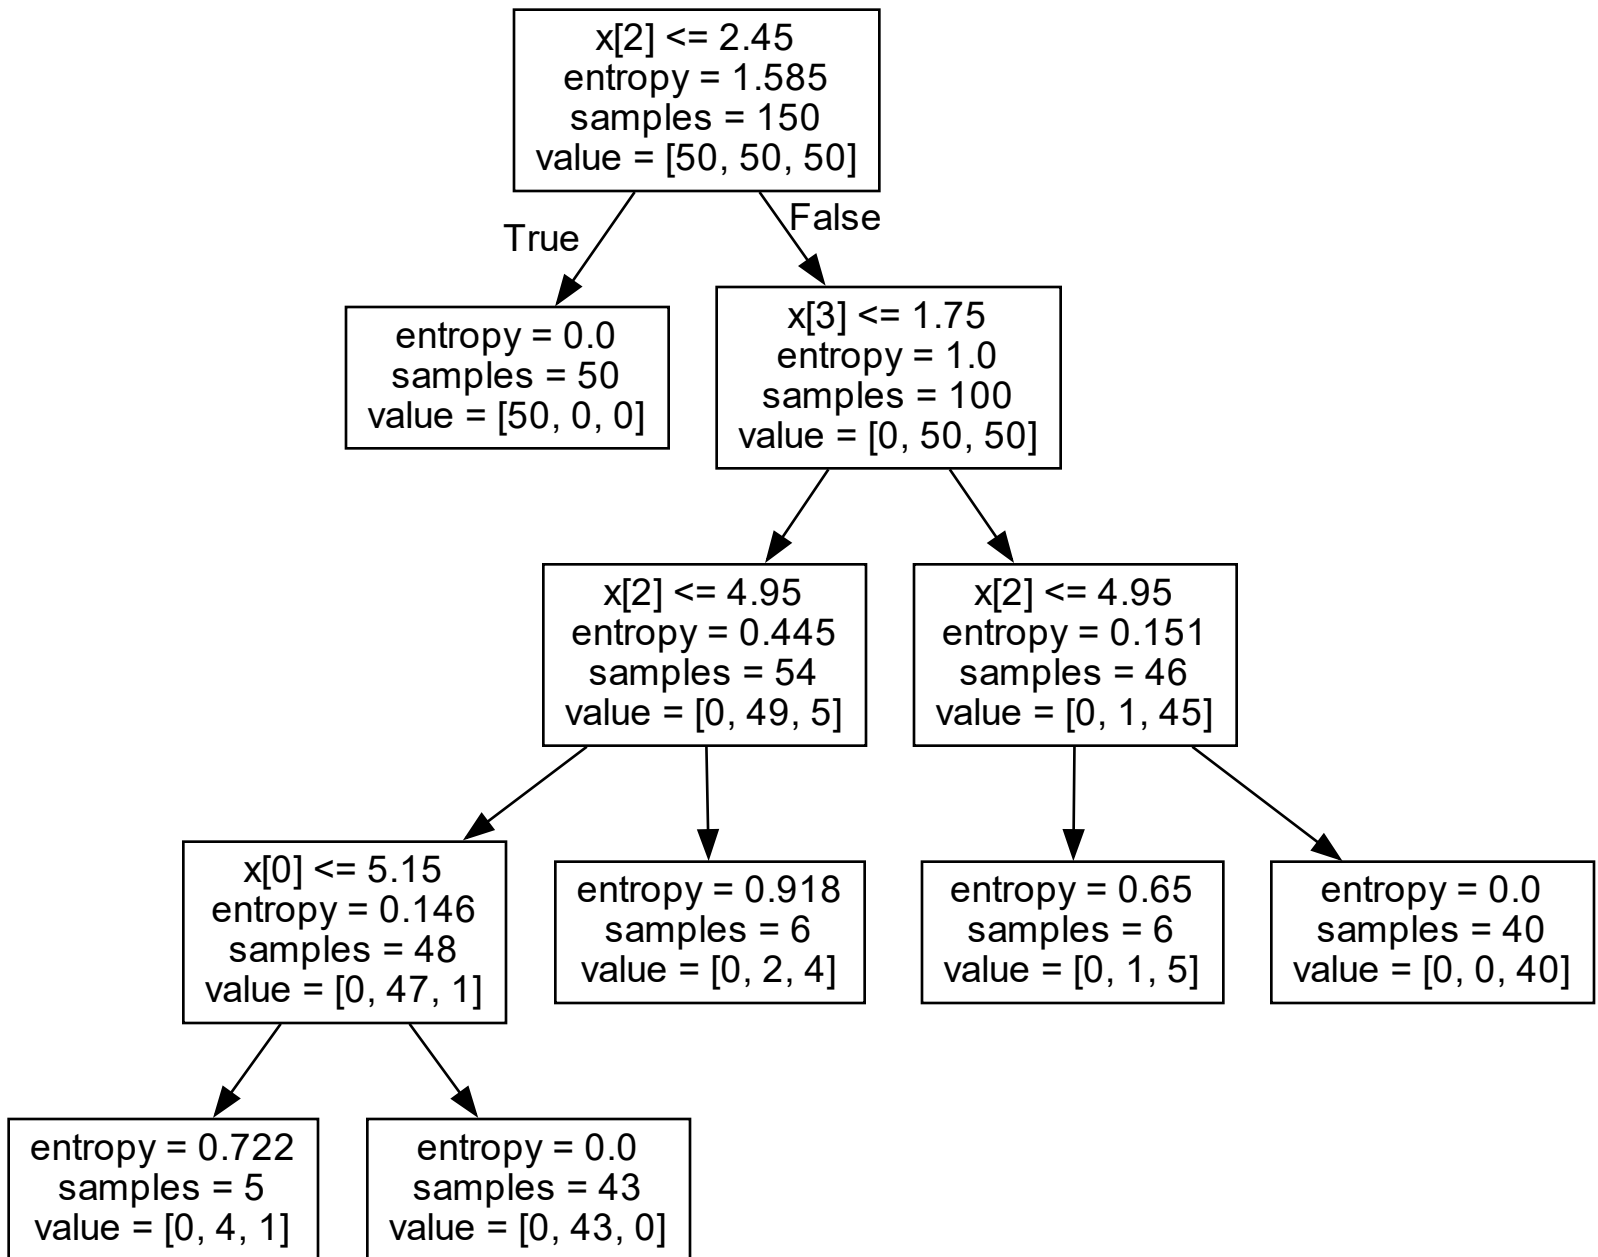 x[2] <= 2.45
entropy = 1.585
samples = 150
value = [50, 50, 50]
True
False
entropy = 0.0
samples = 50
value = [50, 0, 0]
x[3] <= 1.75
entropy = 1.0
samples = 100
value = [0, 50, 50]
x[2] <= 4.95
entropy = 0.445
samples = 54
value = [0, 49, 5]
x[2] <= 4.95
entropy = 0.151
samples = 46
value = [0, 1, 45]
x[0] <= 5.15
entropy = 0.146
samples = 48
value = [0, 47, 1]
entropy = 0.918
samples = 6
value = [0, 2, 4]
entropy = 0.65
samples = 6
value = [0, 1, 5]
entropy = 0.0
samples = 40
value = [0, 0, 40]
entropy = 0.722
samples = 5
value = [0, 4, 1]
entropy = 0.0
samples = 43
value = [0, 43, 0]